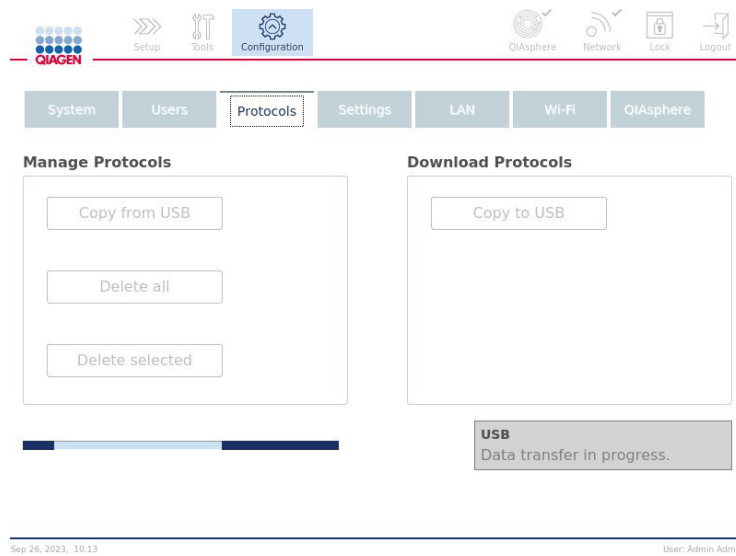 QIAGEN
Setup
Tools
Configuration
QIAsphere
Network
Lock
Logout
System
Users
Protocols
Settings
LAN
Wi-Fi
QIAsphere
Manage Protocols
Download Protocols
Copy from USB
Copy to USB
Delete all
Delete selected
USB
Data transfer in progress.
Sep 26, 2023, 10:13
User: Admin Adm